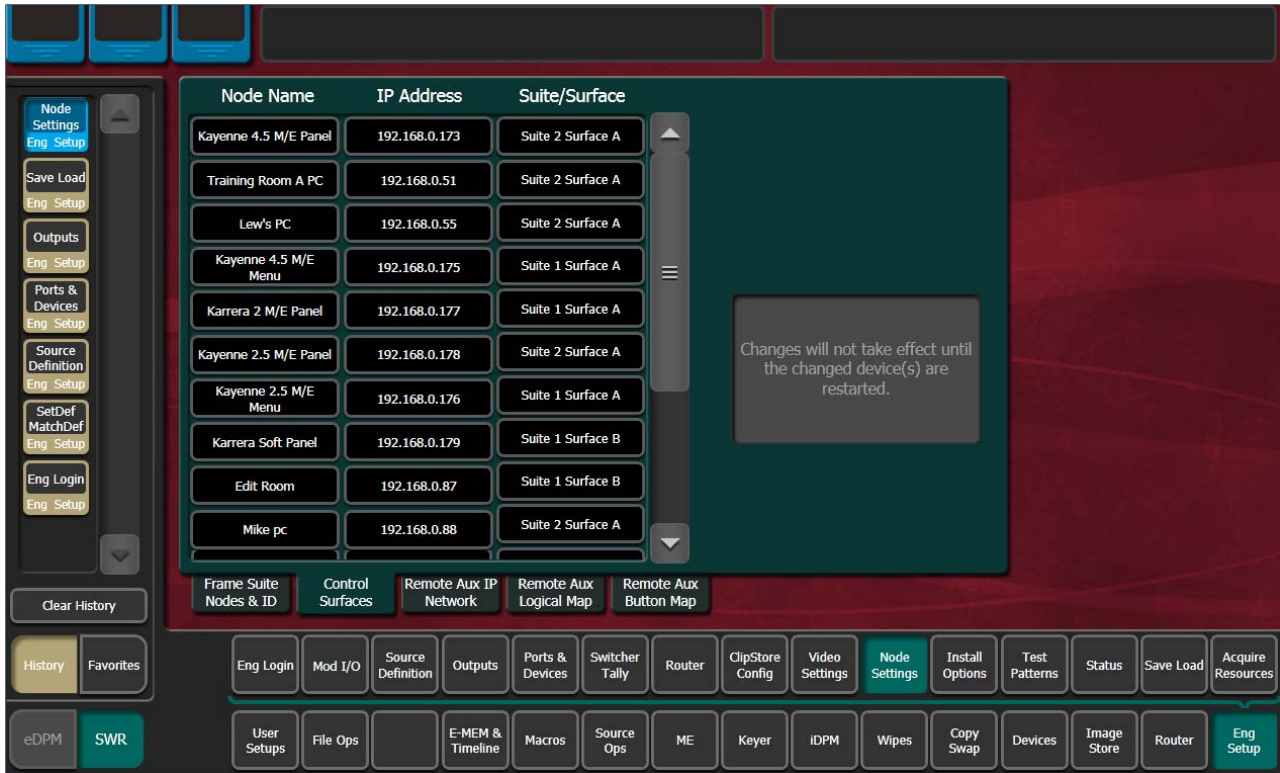 Node Name IP Address Suite/Surface
Kayenne 4.5 M/E Panel 192.168.0.173 Suite 2 Surface A
Training Room A PC 192.168.0.51 Suite 2 Surface A
Lew's PC 192.168.0.55 Suite 2 Surface A
Kayenne 4.5 M/E
Menu
192.168.0.175 Suite 1 Surface A
Karrera 2 M/E Panel 192.168.0.177 Suite 1 Surface A
Kayenne 2.5 M/E Panel 192.168.0.178 Suite 2 Surface A
Kayenne 2.5 M/E
Menu
192.168.0.176 Suite 1 Surface A
Karrera Soft Panel 192.168.0.179 Suite 1 Surface B
Edit Room 192.168.0.87 Suite 1 Surface B
Mike pc 192.168.0.88 Suite 2 Surface A
Changes will not take effect until
the changed device(s) are
restarted.
Node
Settings
Eng Setup
Save Load
Eng Setup
Outputs
Eng Setup
Ports &
Devices
Eng Setup
Source
Definition
Eng Setup
SetDef
MatchDef
Eng Setup
Eng Login
Eng Setup
Clear History
History
Favorites
eDPM
SWR
Frame Suite
Nodes & ID
Control
Surfaces
Remote Aux IP
Network
Remote Aux
Logical Map
Remote Aux
Button Map
Eng Login
Mod I/O
Source
Definition
Outputs
Ports &
Devices
Switcher
Tally
Router
ClipStore
Config
Video
Settings
Node
Settings
Install
Options
Test
Patterns
Status
Save Load
Acquire
Resources
User
Setups
File Ops
E-MEM &
Timeline
Macros
Source
Ops
ME
Keyer
iDPM
Wipes
Copy
Swap
Devices
Image
Store
Router
Eng
Setup